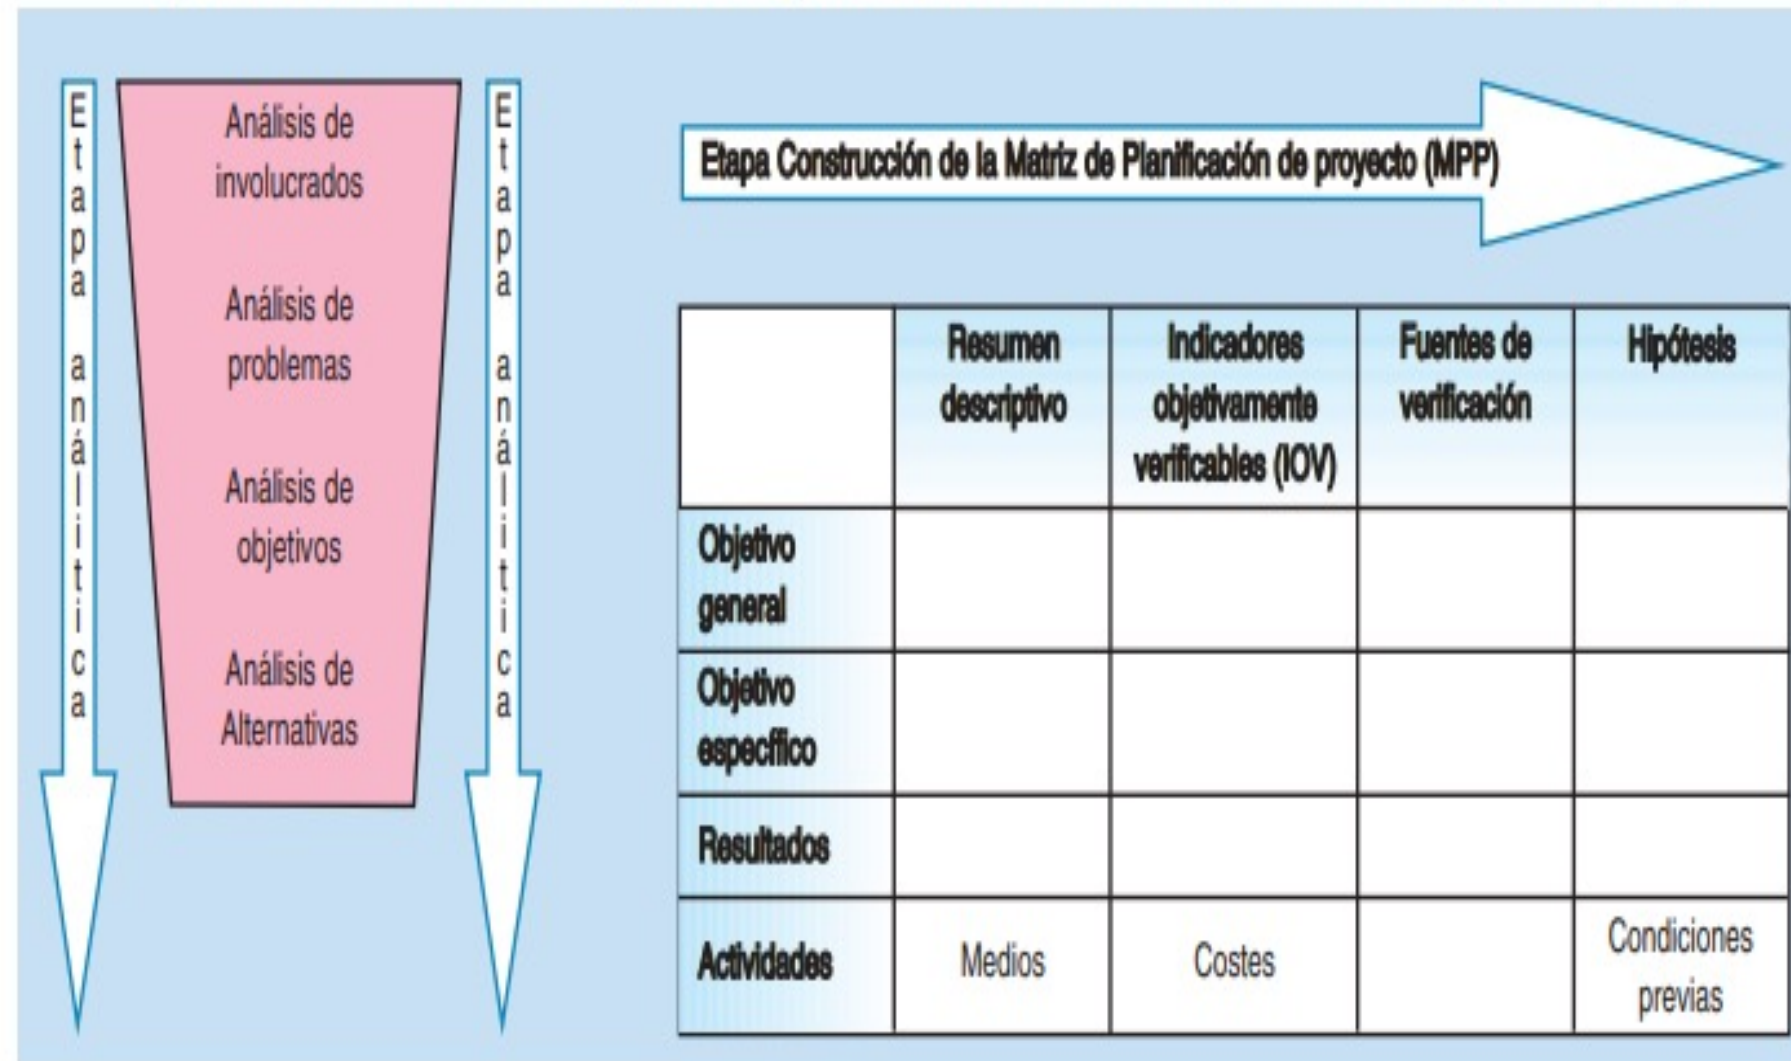 Etapa analítica
Análisis de
involucrados
Análisis de
problemas
Análisis de
objetivos
Análisis de
Alternativas
Etapa analítica
Etapa Construcción de la Matriz de Planificación de proyecto (MPP)
Resumen
descriptivo
Indicadores
objetivamente
verificables (IOV)
Fuentes de
verificación
Hipótesis
Objetivo
general
Objetivo
específico
Resultados
Actividades
Medios
Costes
Condiciones
previas